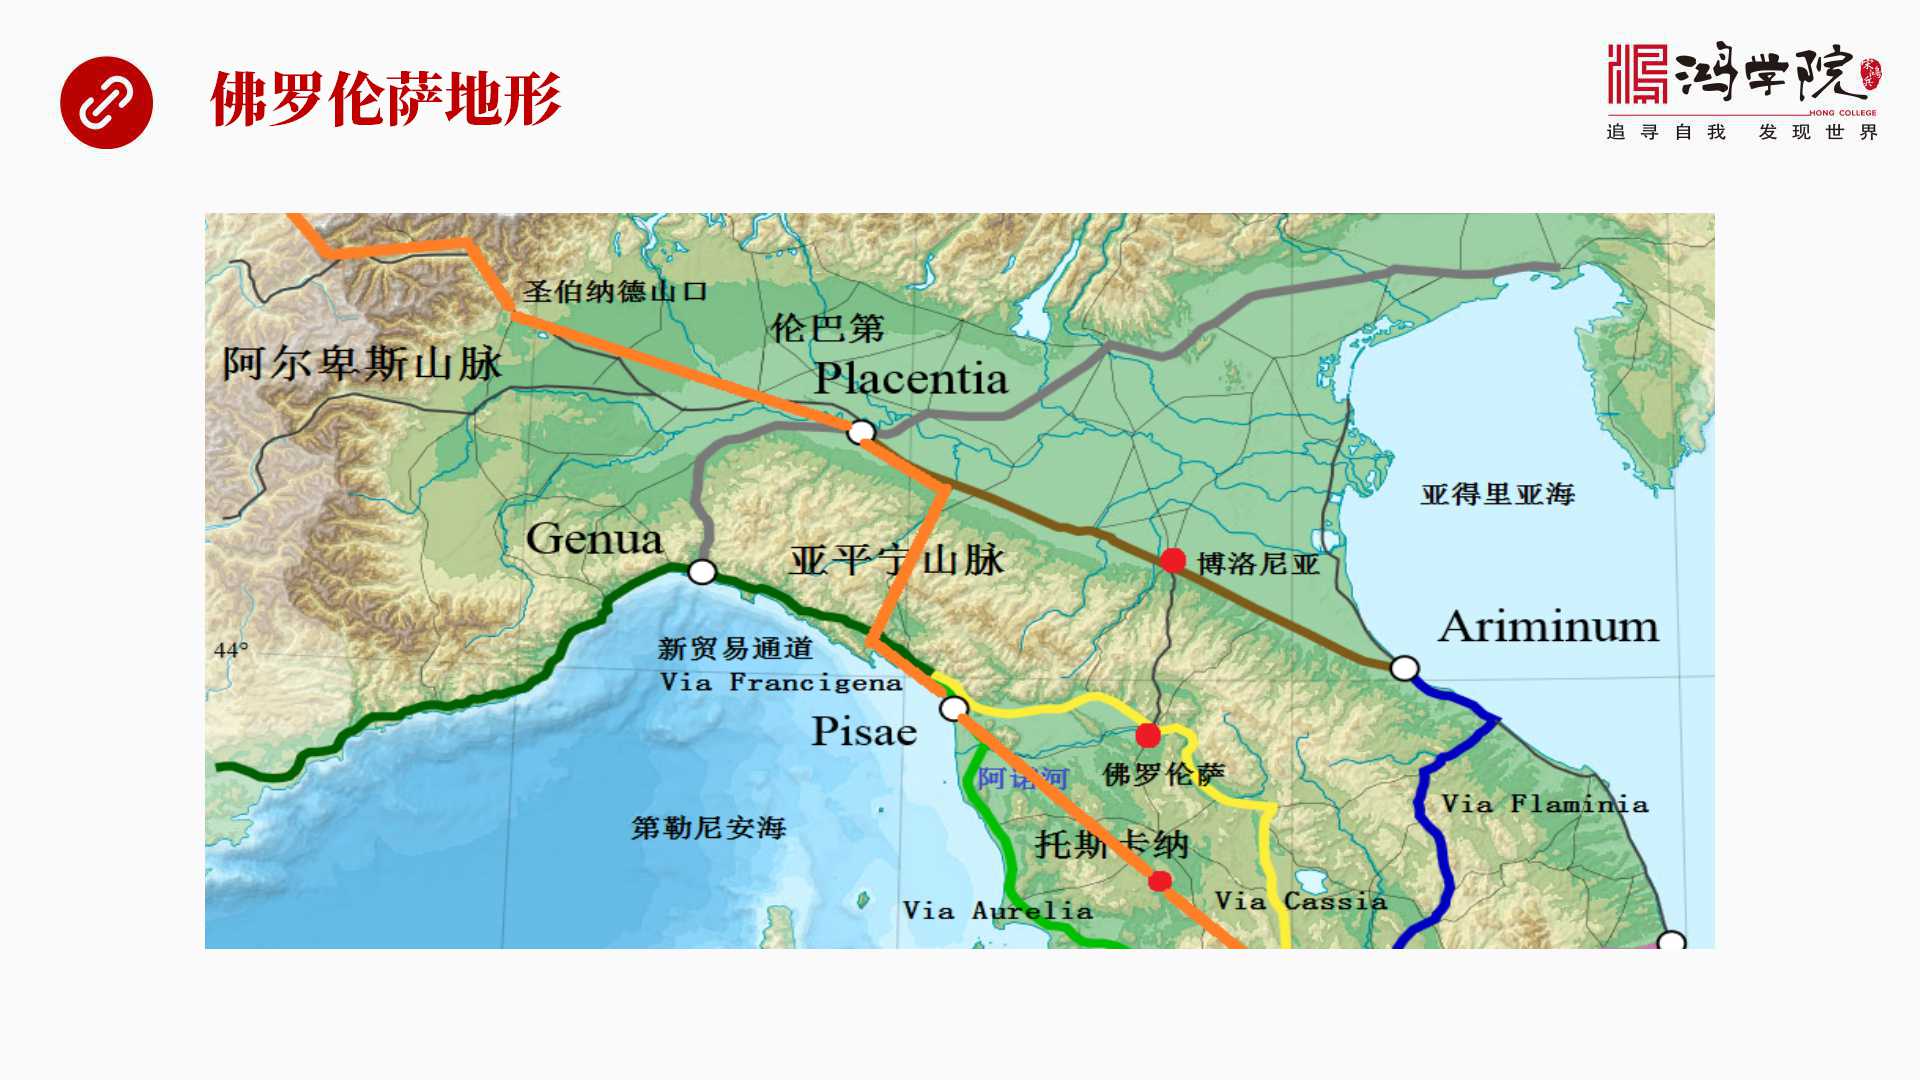 佛罗伦萨地形
鸿学院
宋鸿兵
HONG COLLEGE
追寻自我 发现世界
圣伯纳德山口
伦巴第
阿尔卑斯山脉
Placentia
亚得里亚海
Genua
亚平宁山脉
博洛尼亚
Ariminum
44°
新贸易通道
Via Francigena
Pisae
阿诺河
佛罗伦萨
Via Flaminia
第勒尼安海
托斯卡纳
Via Aurelia
Via Cassia